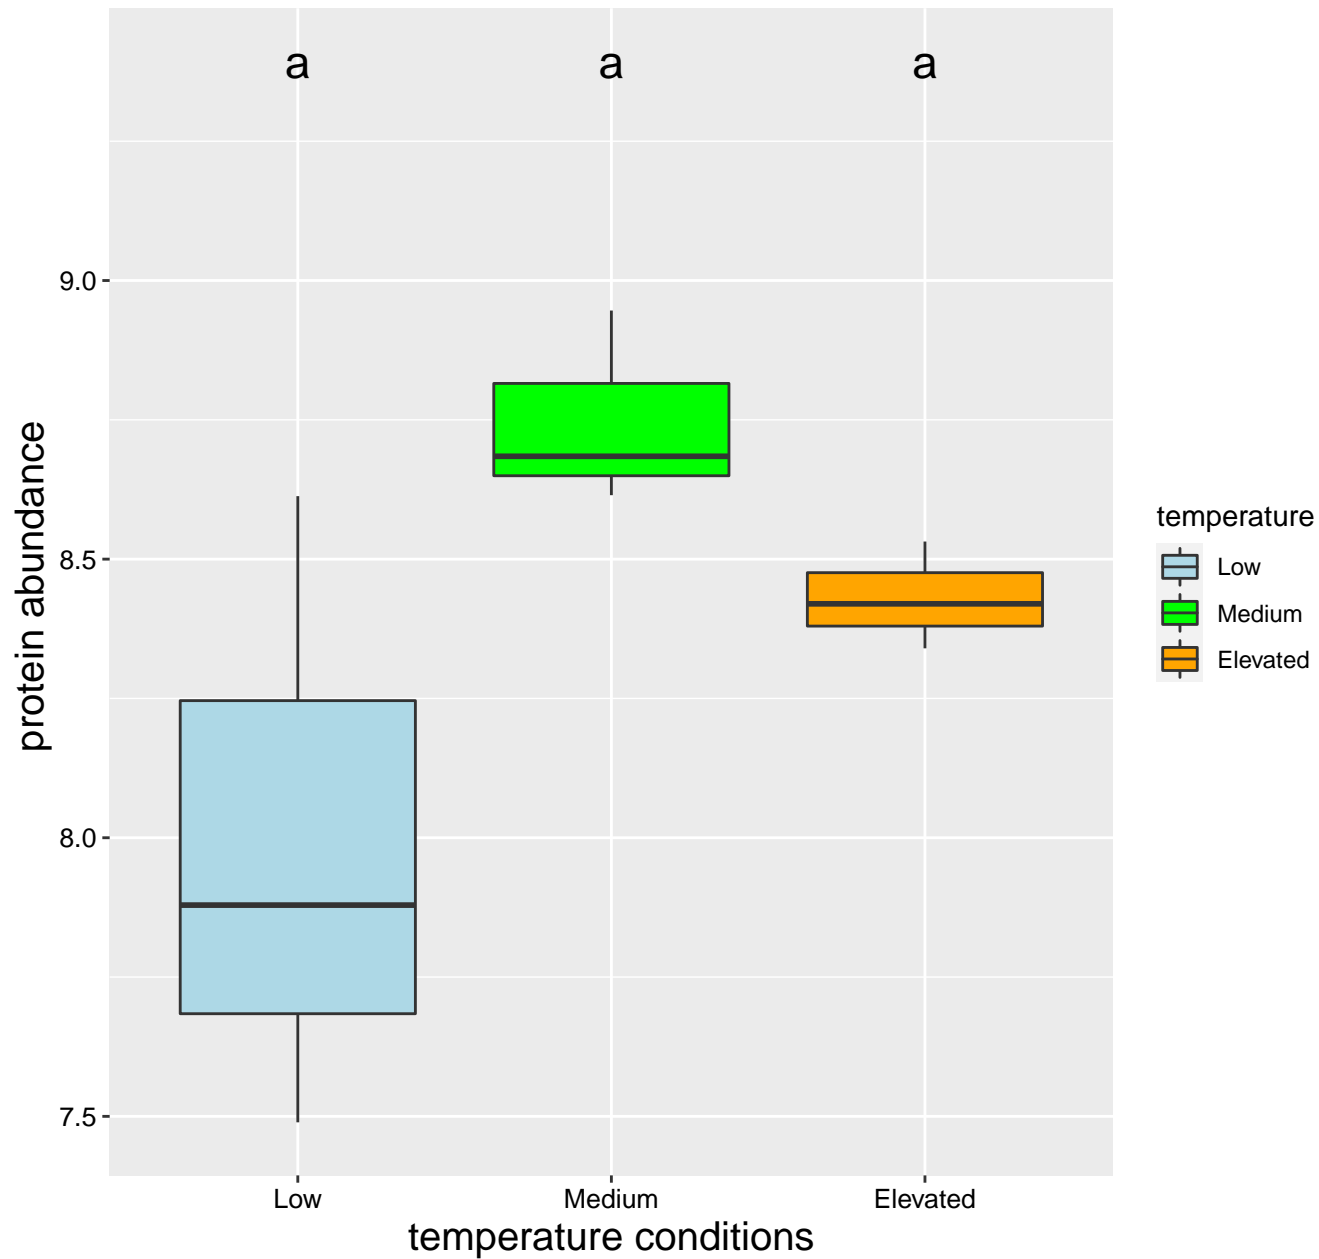 a a a
9.0
8.5
8.0
7.5
protein abundance
Low Medium Elevated
temperature conditions
temperature
Low
Medium
Elevated